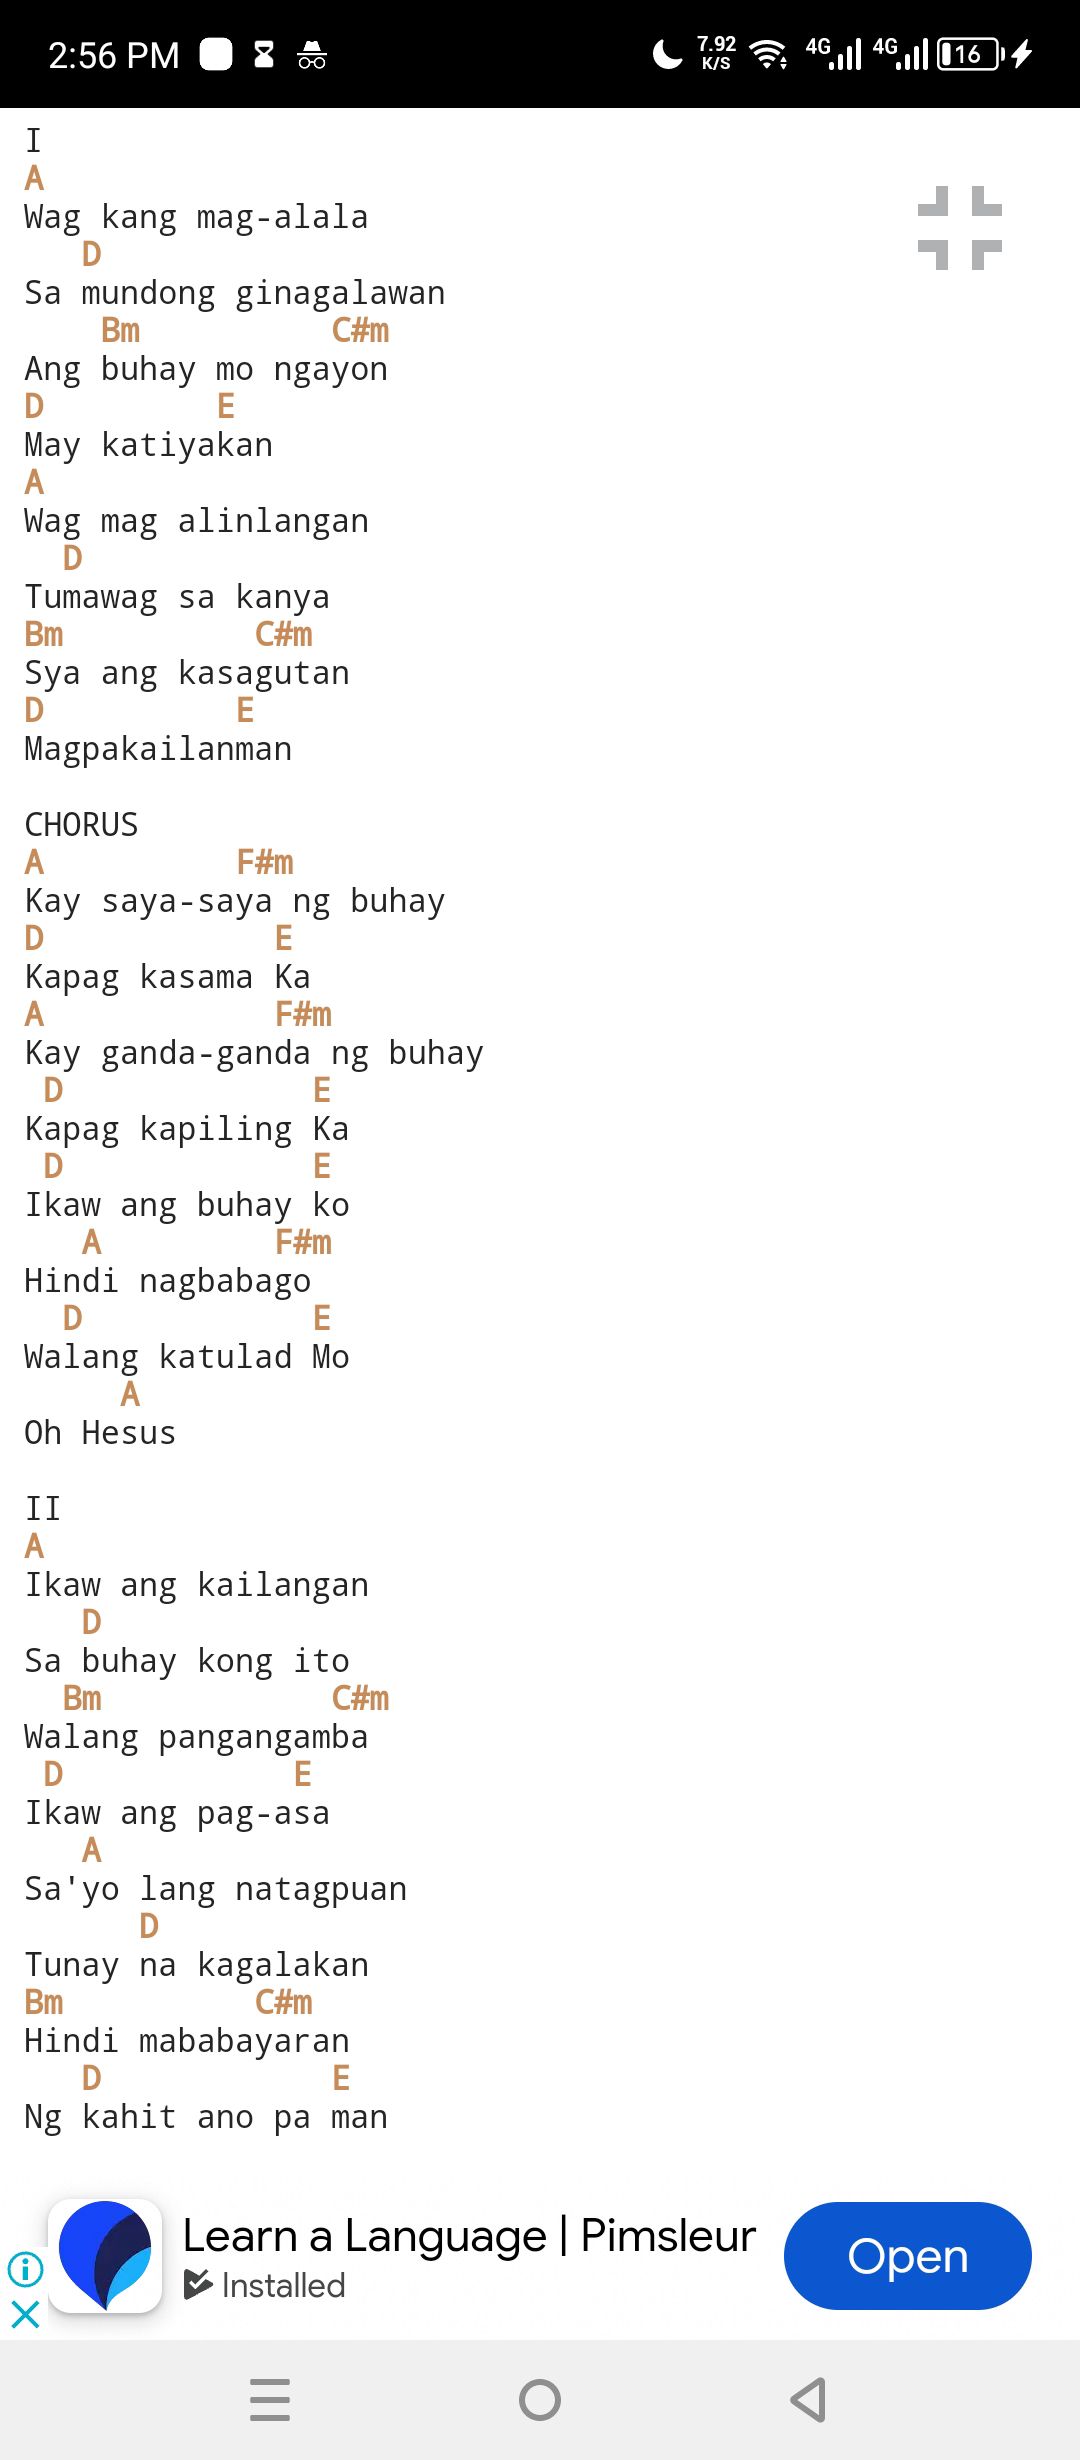 2:56 PM 7.92 K/S 4G 4G 16
I
A
Wag kang mag-alala
   D
Sa mundong ginagalawan
    Bm          C#m
Ang buhay mo ngayon
D         E
May katiyakan
A
Wag mag alinlangan
  D
Tumawag sa kanya
Bm          C#m
Sya ang kasagutan
D          E
Magpakailanman

CHORUS
A          F#m
Kay saya-saya ng buhay
D            E
Kapag kasama Ka
A            F#m
Kay ganda-ganda ng buhay
 D             E
Kapag kapiling Ka
 D             E
Ikaw ang buhay ko
   A         F#m
Hindi nagbabago
  D            E
Walang katulad Mo
     A
Oh Hesus

II
A
Ikaw ang kailangan
   D
Sa buhay kong ito
  Bm            C#m
Walang pangangamba
 D            E
Ikaw ang pag-asa
   A
Sa'yo lang natagpuan
      D
Tunay na kagalakan
Bm          C#m
Hindi mababayaran
   D            E
Ng kahit ano pa man
Learn a Language | Pimsleur
Installed
Open